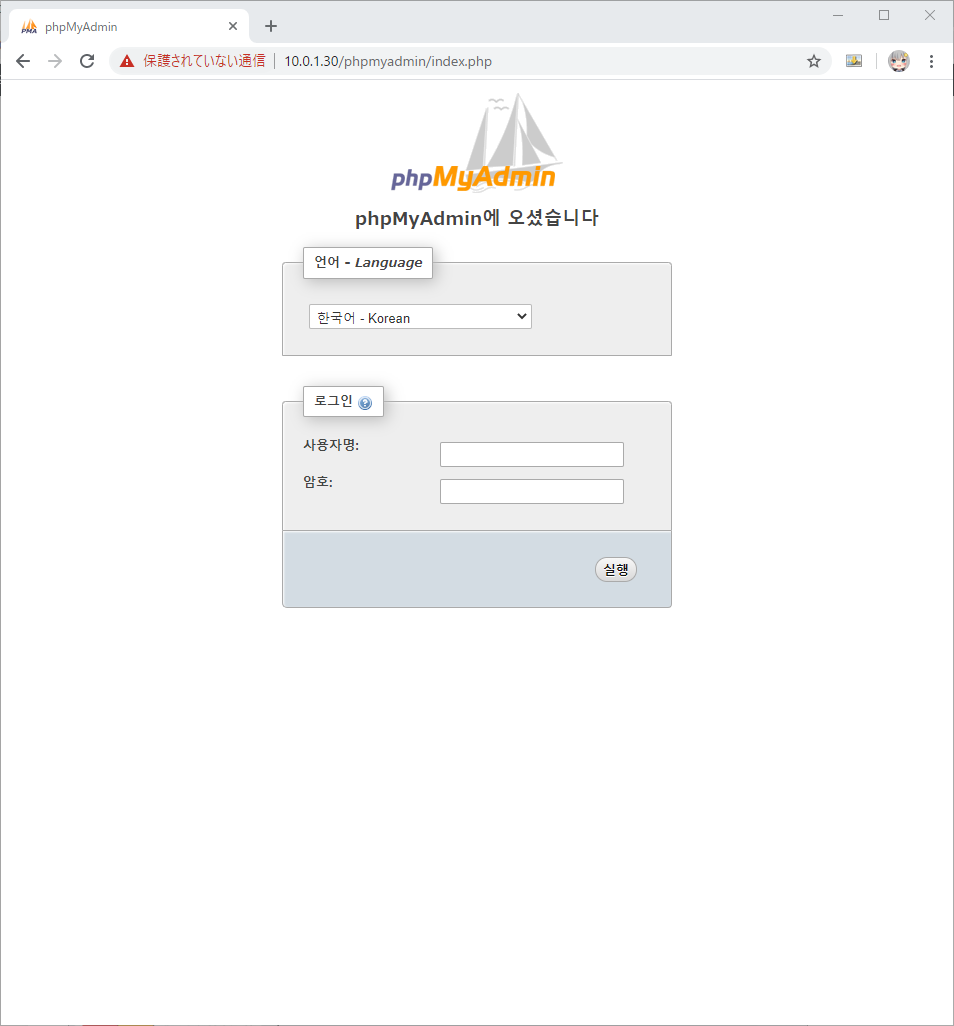 phpMyAdmin
保護されていない通信 10.0.1.30/phpmyadmin/index.php
phpMyAdmin
phpMyAdmin에 오셨습니다
언어 - Language
한국어 - Korean
로그인
사용자명:
암호:
실행